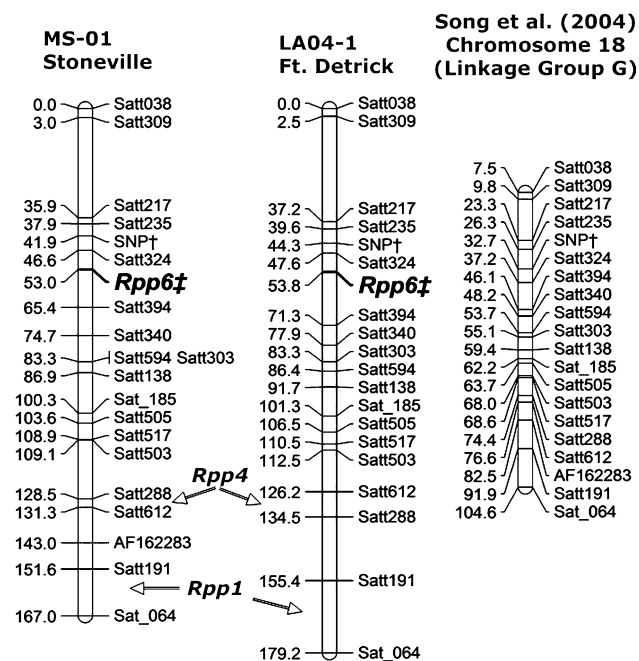 MS-01
Stoneville
0.0 Satt038
3.0 Satt309
35.9 Satt217
37.9 Satt235
41.9 SNP†
46.6 Satt324
53.0 Rpp6‡
65.4 Satt394
74.7 Satt340
83.3 Satt594 Satt303
86.9 Satt138
100.3 Sat_185
103.6 Satt505
108.9 Satt517
109.1 Satt503
128.5 Satt288
131.3 Satt612
143.0 AF162283
151.6 Satt191
167.0 Sat_064
Rpp4
Rpp1
LA04-1
Ft. Detrick
0.0 Satt038
2.5 Satt309
37.2 Satt217
39.6 Satt235
44.3 SNP†
47.6 Satt324
53.8 Rpp6‡
71.3 Satt394
77.9 Satt340
83.3 Satt303
86.4 Satt594
91.7 Satt138
101.3 Sat_185
106.5 Satt505
110.5 Satt517
112.5 Satt503
126.2 Satt612
134.5 Satt288
155.4 Satt191
179.2 Sat_064
Song et al. (2004)
Chromosome 18
(Linkage Group G)
7.5 Satt038
9.8 Satt309
23.3 Satt217
26.3 Satt235
32.7 SNP†
37.2 Satt324
46.1 Satt394
48.2 Satt340
53.7 Satt594
55.1 Satt303
59.4 Satt138
62.2 Sat_185
63.7 Satt505
68.0 Satt503
68.6 Satt517
74.4 Satt288
76.6 Satt612
82.5 AF162283
91.9 Satt191
104.6 Sat_064